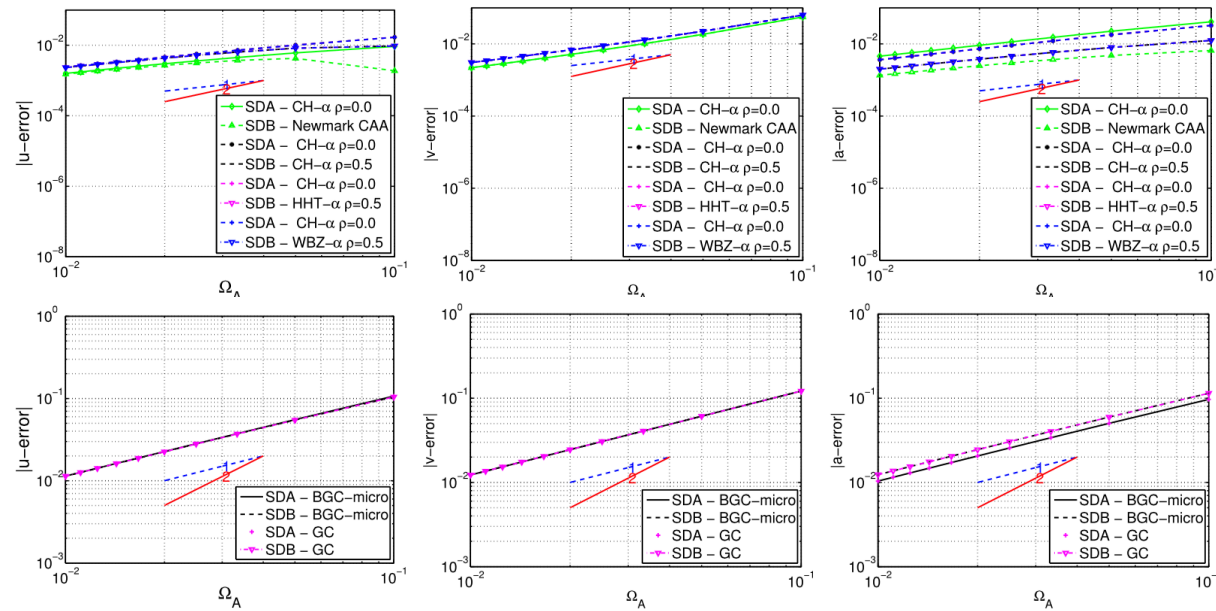 10⁻²
10⁻⁴
10⁻⁶
10⁻⁸
|u−error|
1
2
SDA − CH−α ρ=0.0
SDB − Newmark CAA
SDA − CH−α ρ=0.0
SDB − CH−α ρ=0.5
SDA − CH−α ρ=0.0
SDB − HHT−α ρ=0.5
SDA − CH−α ρ=0.0
SDB − WBZ−α ρ=0.5
10⁻²
10⁻¹
Ω
10⁻²
10⁻⁴
10⁻⁶
10⁻⁸
|v−error|
1
2
SDA − CH−α ρ=0.0
SDB − Newmark CAA
SDA − CH−α ρ=0.0
SDB − CH−α ρ=0.5
SDA − CH−α ρ=0.0
SDB − HHT−α ρ=0.5
SDA − CH−α ρ=0.0
SDB − WBZ−α ρ=0.5
10⁻²
10⁻¹
Ω
10⁻²
10⁻⁴
10⁻⁶
10⁻⁸
|a−error|
1
2
SDA − CH−α ρ=0.0
SDB − Newmark CAA
SDA − CH−α ρ=0.0
SDB − CH−α ρ=0.5
SDA − CH−α ρ=0.0
SDB − HHT−α ρ=0.5
SDA − CH−α ρ=0.0
SDB − WBZ−α ρ=0.5
10⁻²
10⁻¹
Ω
10⁰
10⁻¹
10⁻²
10⁻³
|u−error|
1
2
SDA − BGC−micro
SDB − BGC−micro
SDA − GC
SDB − GC
10⁻²
10⁻¹
Ω_A
10⁰
10⁻¹
10⁻²
10⁻³
|v−error|
1
2
SDA − BGC−micro
SDB − BGC−micro
SDA − GC
SDB − GC
10⁻²
10⁻¹
Ω_A
10⁰
10⁻¹
10⁻²
10⁻³
|a−error|
1
2
SDA − BGC−micro
SDB − BGC−micro
SDA − GC
SDB − GC
10⁻²
10⁻¹
Ω_A